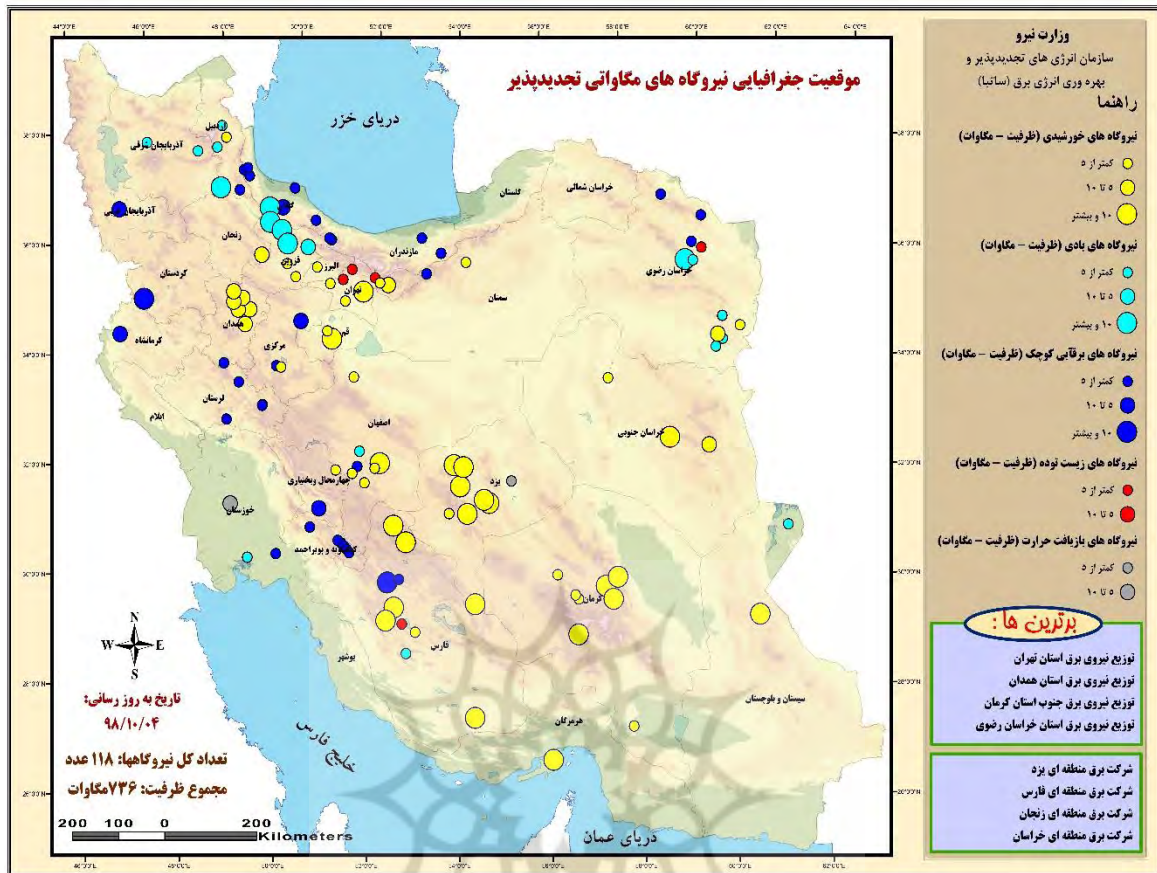 موقعیت جغرافیایی نیروگاه های مگاواتی تجدیدپذیر
دریای خزر
اردبیل
آذربایجان شرقی
آذربایجان غربی
زنجان
کردستان
قزوین
البرز
تهران
مازندران
گلستان
خراسان شمالی
خراسان رضوی
سمنان
همدان
کرمانشاه
مرکزی
قم
لرستان
ایلام
اصفهان
خراسان جنوبی
چهارمحال وبختیاری
یزد
خوزستان
کهگیلویه و بویراحمد
کرمان
فارس
بوشهر
سیستان و بلوچستان
هرمزگان
خلیج فارس
دریای عمان
N
W
E
S
تاریخ به روز رسانی:
۹۸/۱۰/۰۴
تعداد کل نیروگاهها: ۱۱۸ عدد
مجموع ظرفیت: ۷۳۶مگاوات
200 100 0 200
Kilometers
وزارت نیرو
سازمان انرژی های تجدیدپذیر و
بهره وری انرژی برق (ساتبا)
راهنما
نیروگاه های خورشیدی (ظرفیت - مگاوات)
کمتر از ۵
۵ تا ۱۰
۱۰ و بیشتر
نیروگاه های بادی (ظرفیت - مگاوات)
کمتر از ۵
۵ تا ۱۰
۱۰ و بیشتر
نیروگاه های برقآبی کوچک (ظرفیت - مگاوات)
کمتر از ۵
۵ تا ۱۰
۱۰ و بیشتر
نیروگاه های زیست توده (ظرفیت - مگاوات)
کمتر از ۵
۵ تا ۱۰
نیروگاه های بازیافت حرارت (ظرفیت - مگاوات)
کمتر از ۵
۵ تا ۱۰
برترین ها:
توزیع نیروی برق استان تهران
توزیع نیروی برق استان همدان
توزیع نیروی برق جنوب استان کرمان
توزیع نیروی برق استان خراسان رضوی
شرکت برق منطقه ای یزد
شرکت برق منطقه ای فارس
شرکت برق منطقه ای زنجان
شرکت برق منطقه ای خراسان